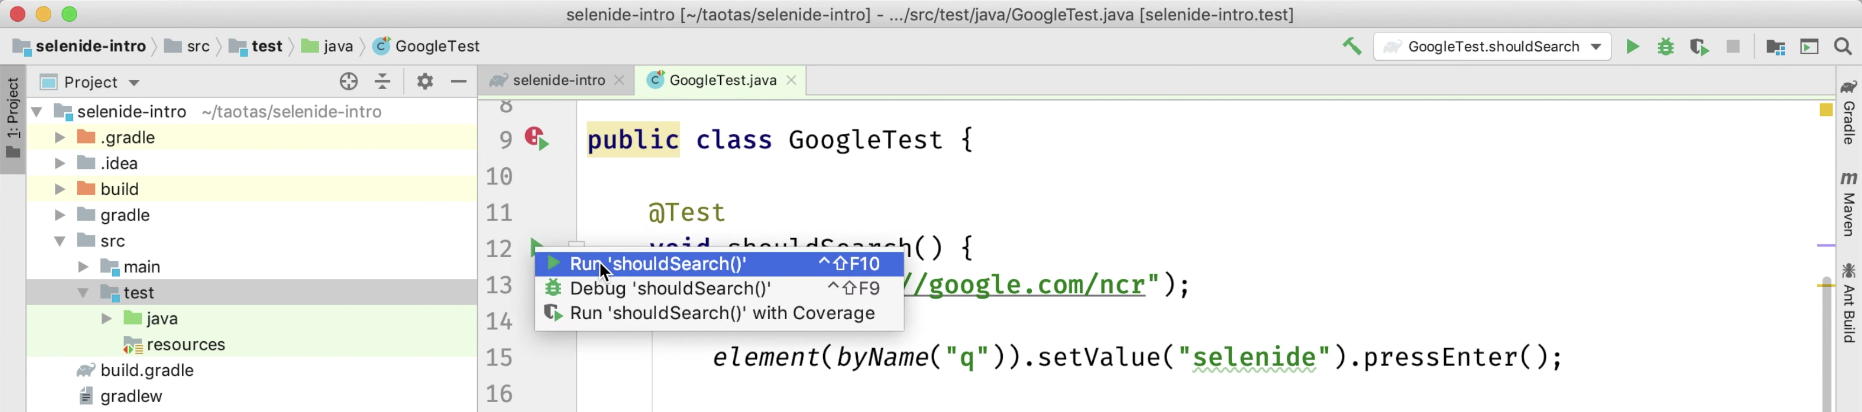 selenide-intro [~/taotas/selenide-intro] - .../src/test/java/GoogleTest.java [selenide-intro.test]
selenide-intro src test java GoogleTest GoogleTest.shouldSearch
1: Project
Project
selenide-intro ~/taotas/selenide-intro
.gradle
.idea
build
gradle
src
main
test
java
resources
build.gradle
gradlew
selenide-intro GoogleTest.java
8
9 public class GoogleTest {
10
11 @Test
12 void shouldSearch() {
Run 'shouldSearch()' ^⇧F10
Debug 'shouldSearch()' ^⇧F9
Run 'shouldSearch()' with Coverage
13 //google.com/ncr");
14
15 element(byName("q")).setValue("selenide").pressEnter();
16
Gradle
m Maven
Ant Build